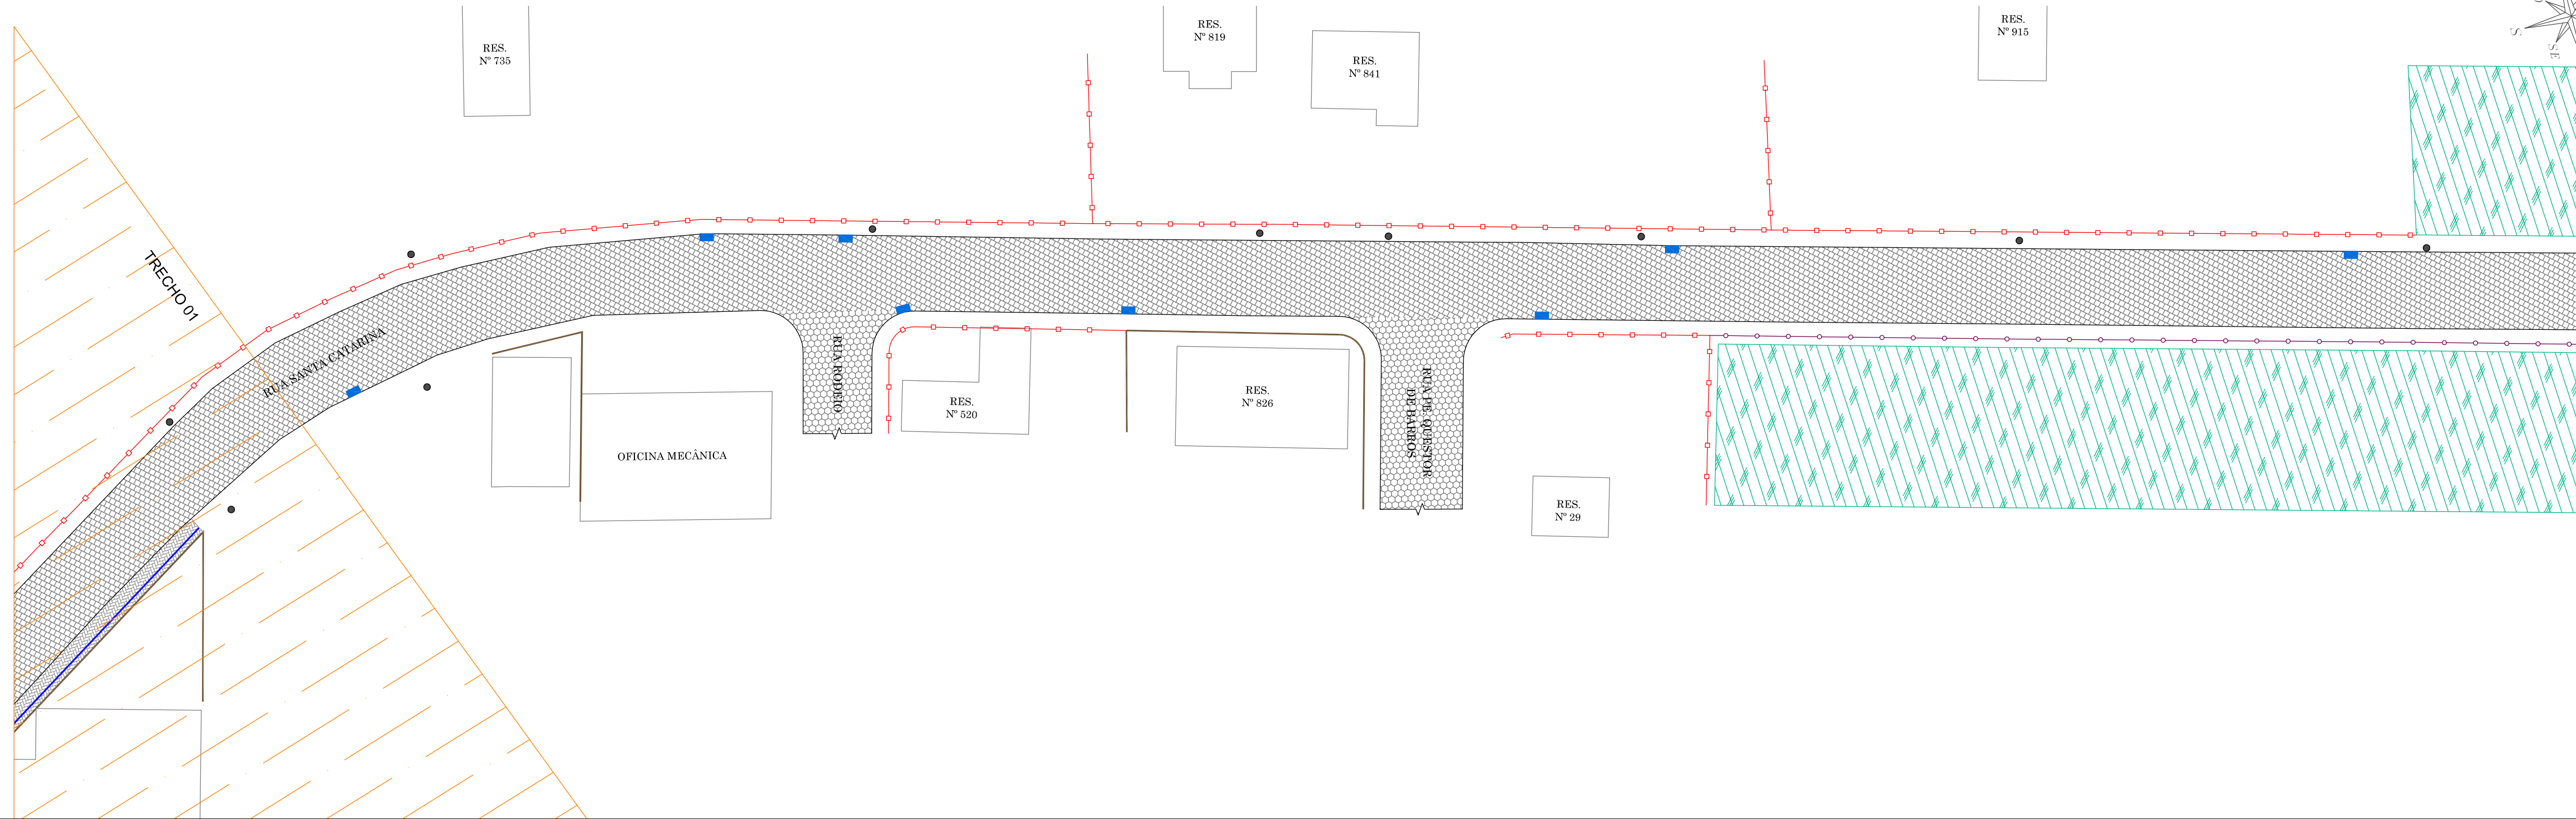 RES.
Nº 735
RES.
Nº 819
RES.
Nº 841
RES.
Nº 915
S
SE
TRECHO 01
RUA SANTA CATARINA
RUA RODEIO
RES.
Nº 520
RES.
Nº 826
RUA PE. QUESTOR
DE BARROS
OFICINA MECÂNICA
RES.
Nº 29